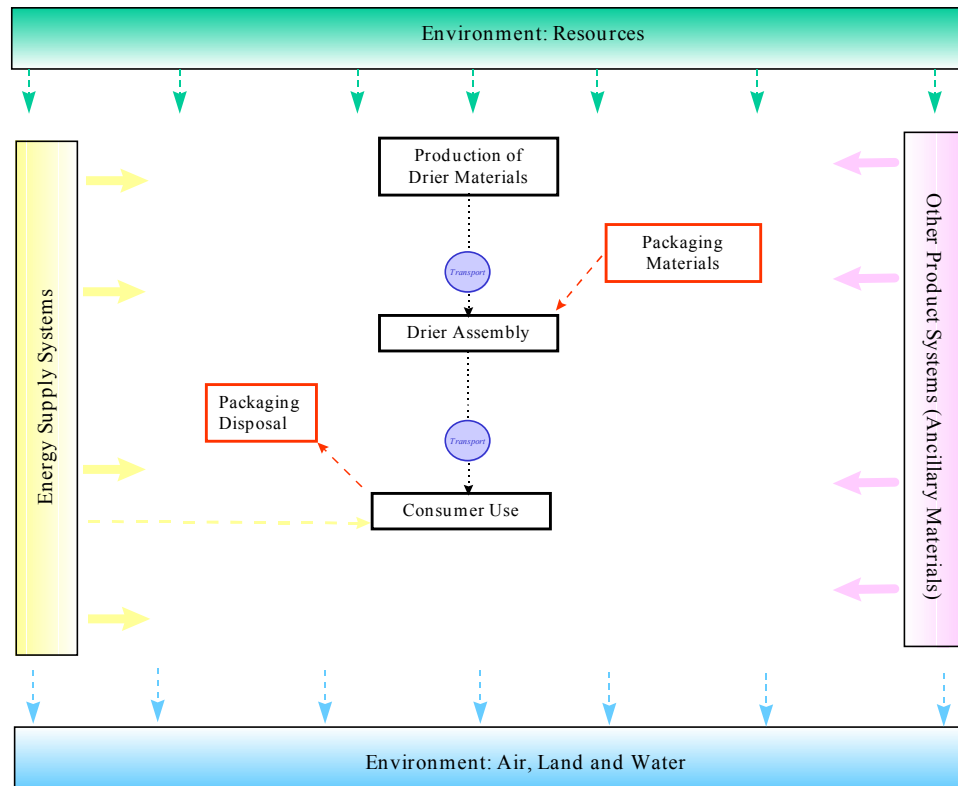 Environment: Resources
Production of
Drier Materials
Packaging
Materials
Transport
Drier Assembly
Packaging
Disposal
Transport
Consumer Use
Energy Supply Systems
Other Product Systems (Ancillary Materials)
Environment: Air, Land and Water